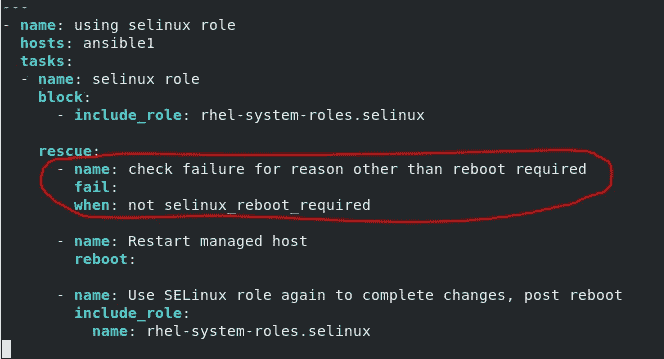 ---
- name: using selinux role
  hosts: ansible1
  tasks:
  - name: selinux role
    block:
      - include_role: rhel-system-roles.selinux

    rescue:
      - name: check failure for reason other than reboot required
        fail:
        when: not selinux_reboot_required

      - name: Restart managed host
        reboot:

      - name: Use SELinux role again to complete changes, post reboot
        include_role:
          name: rhel-system-roles.selinux